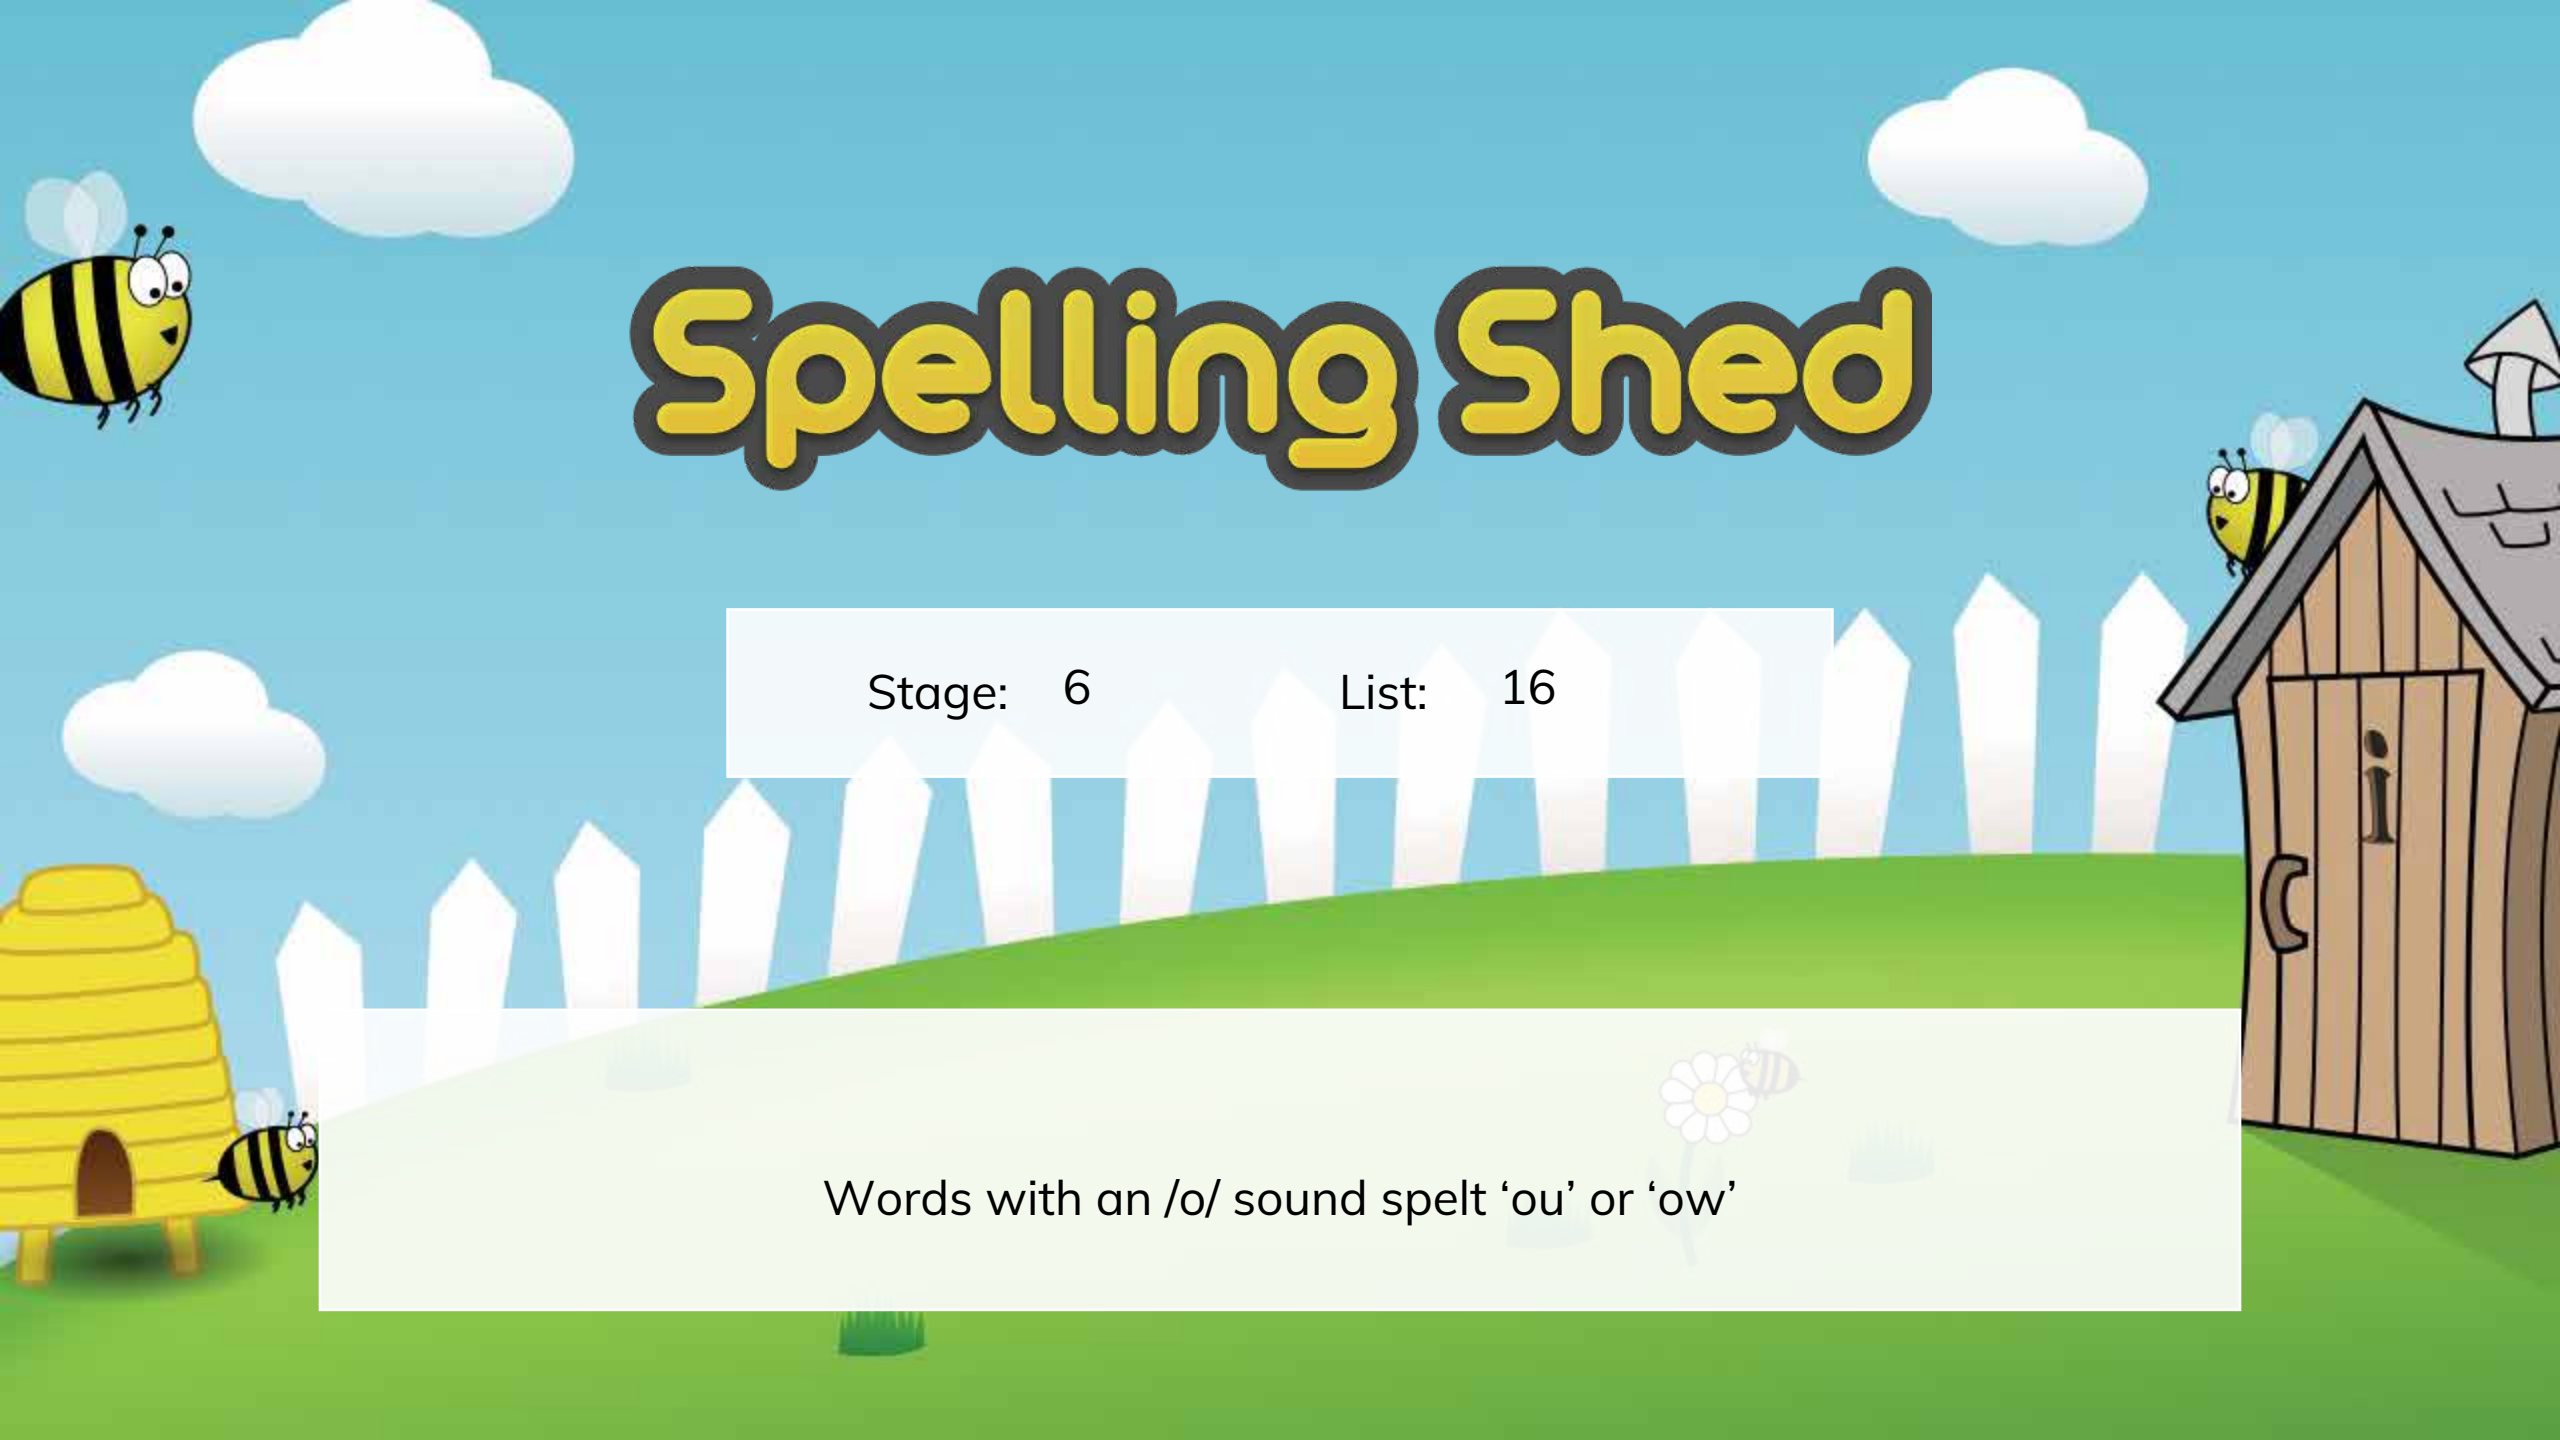 Spelling Shed
Stage: 6 List: 16
i
Words with an /o/ sound spelt ‘ou’ or ‘ow’